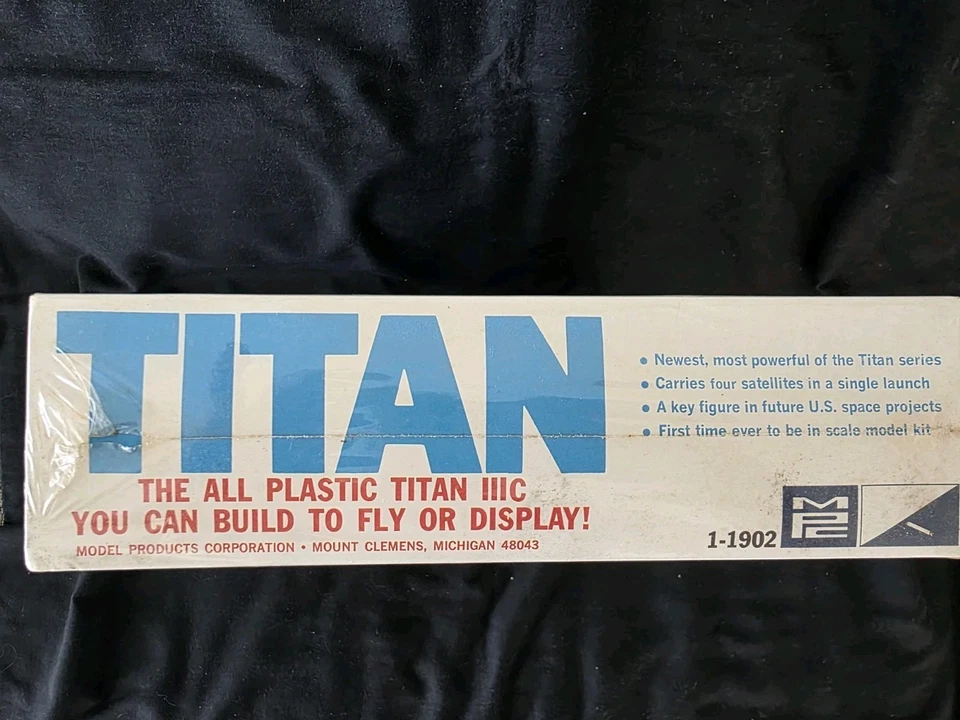 TITAN
THE ALL PLASTIC TITAN IIIC
YOU CAN BUILD TO FLY OR DISPLAY!
MODEL PRODUCTS CORPORATION • MOUNT CLEMENS, MICHIGAN 48043
• Newest, most powerful of the Titan series
• Carries four satellites in a single launch
• A key figure in future U.S. space projects
• First time ever to be in scale model kit
1-1902
MPC